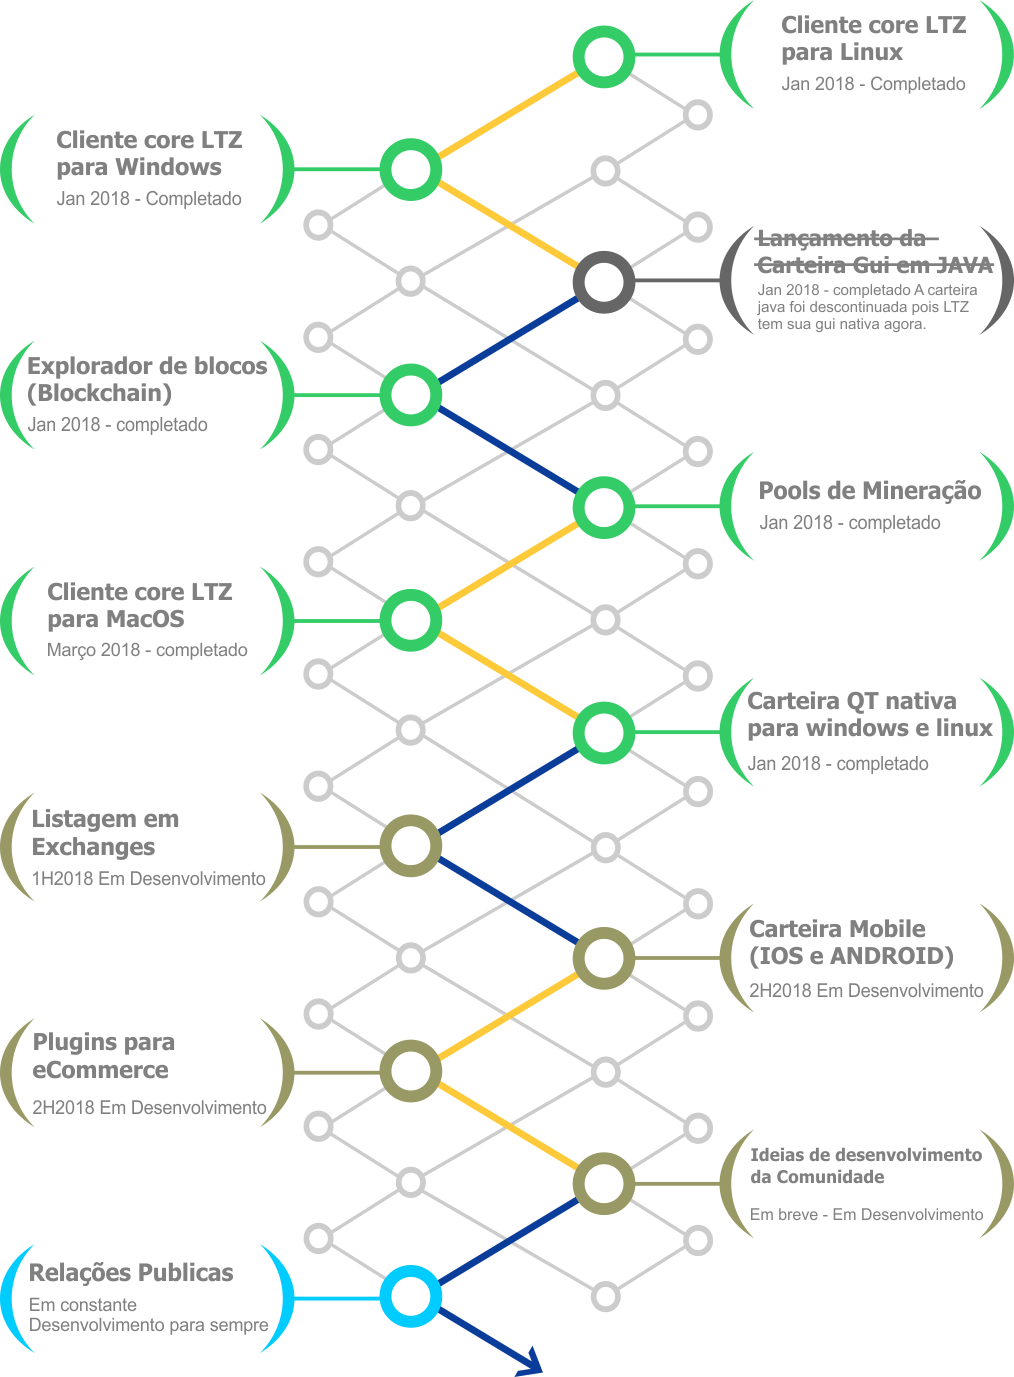 Cliente core LTZ
para Linux
Jan 2018 - Completado
Cliente core LTZ
para Windows
Jan 2018 - Completado
Lançamento da
Carteira Gui em JAVA
Jan 2018 - completado A carteira
java foi descontinuada pois LTZ
tem sua gui nativa agora.
Explorador de blocos
(Blockchain)
Jan 2018 - completado
Pools de Mineração
Jan 2018 - completado
Cliente core LTZ
para MacOS
Março 2018 - completado
Carteira QT nativa
para windows e linux
Jan 2018 - completado
Listagem em
Exchanges
1H2018 Em Desenvolvimento
Carteira Mobile
(IOS e ANDROID)
2H2018 Em Desenvolvimento
Plugins para
eCommerce
2H2018 Em Desenvolvimento
Ideias de desenvolvimento
da Comunidade
Em breve - Em Desenvolvimento
Relações Publicas
Em constante
Desenvolvimento para sempre